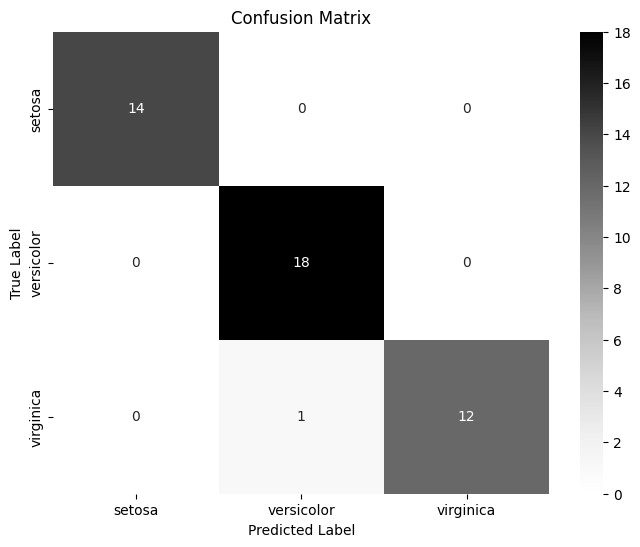 Confusion Matrix
True Label
setosa
14 0 0
versicolor
0 18 0
virginica
0 1 12
setosa versicolor virginica
Predicted Label
18
16
14
12
10
8
6
4
2
0